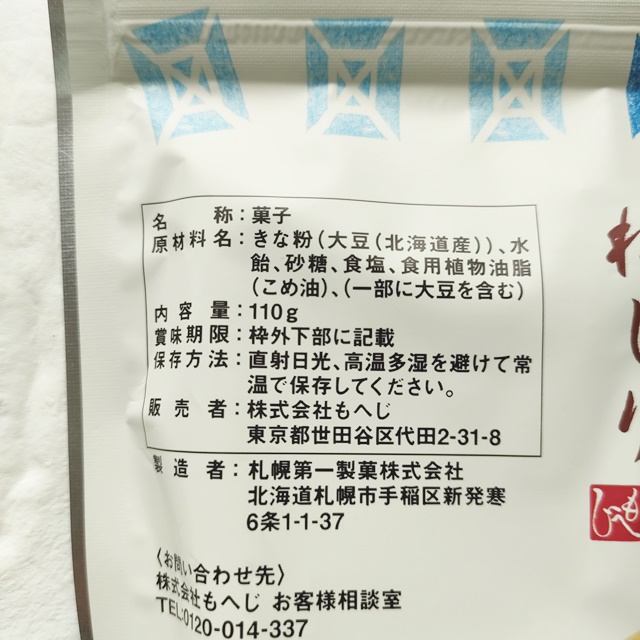 名称：菓子
原材料名：きな粉（大豆（北海道産））、水
飴、砂糖、食塩、食用植物油脂
（こめ油）、（一部に大豆を含む）
内容量：110g
賞味期限：枠外下部に記載
保存方法：直射日光、高温多湿を避けて常
温で保存してください。
販売者：株式会社もへじ
東京都世田谷区代田2-31-8
製造者：札幌第一製菓株式会社
北海道札幌市手稲区新発寒
6条1-1-37
〈お問い合わせ先〉
株式会社もへじ お客様相談室
TEL:0120-014-337
もへじ